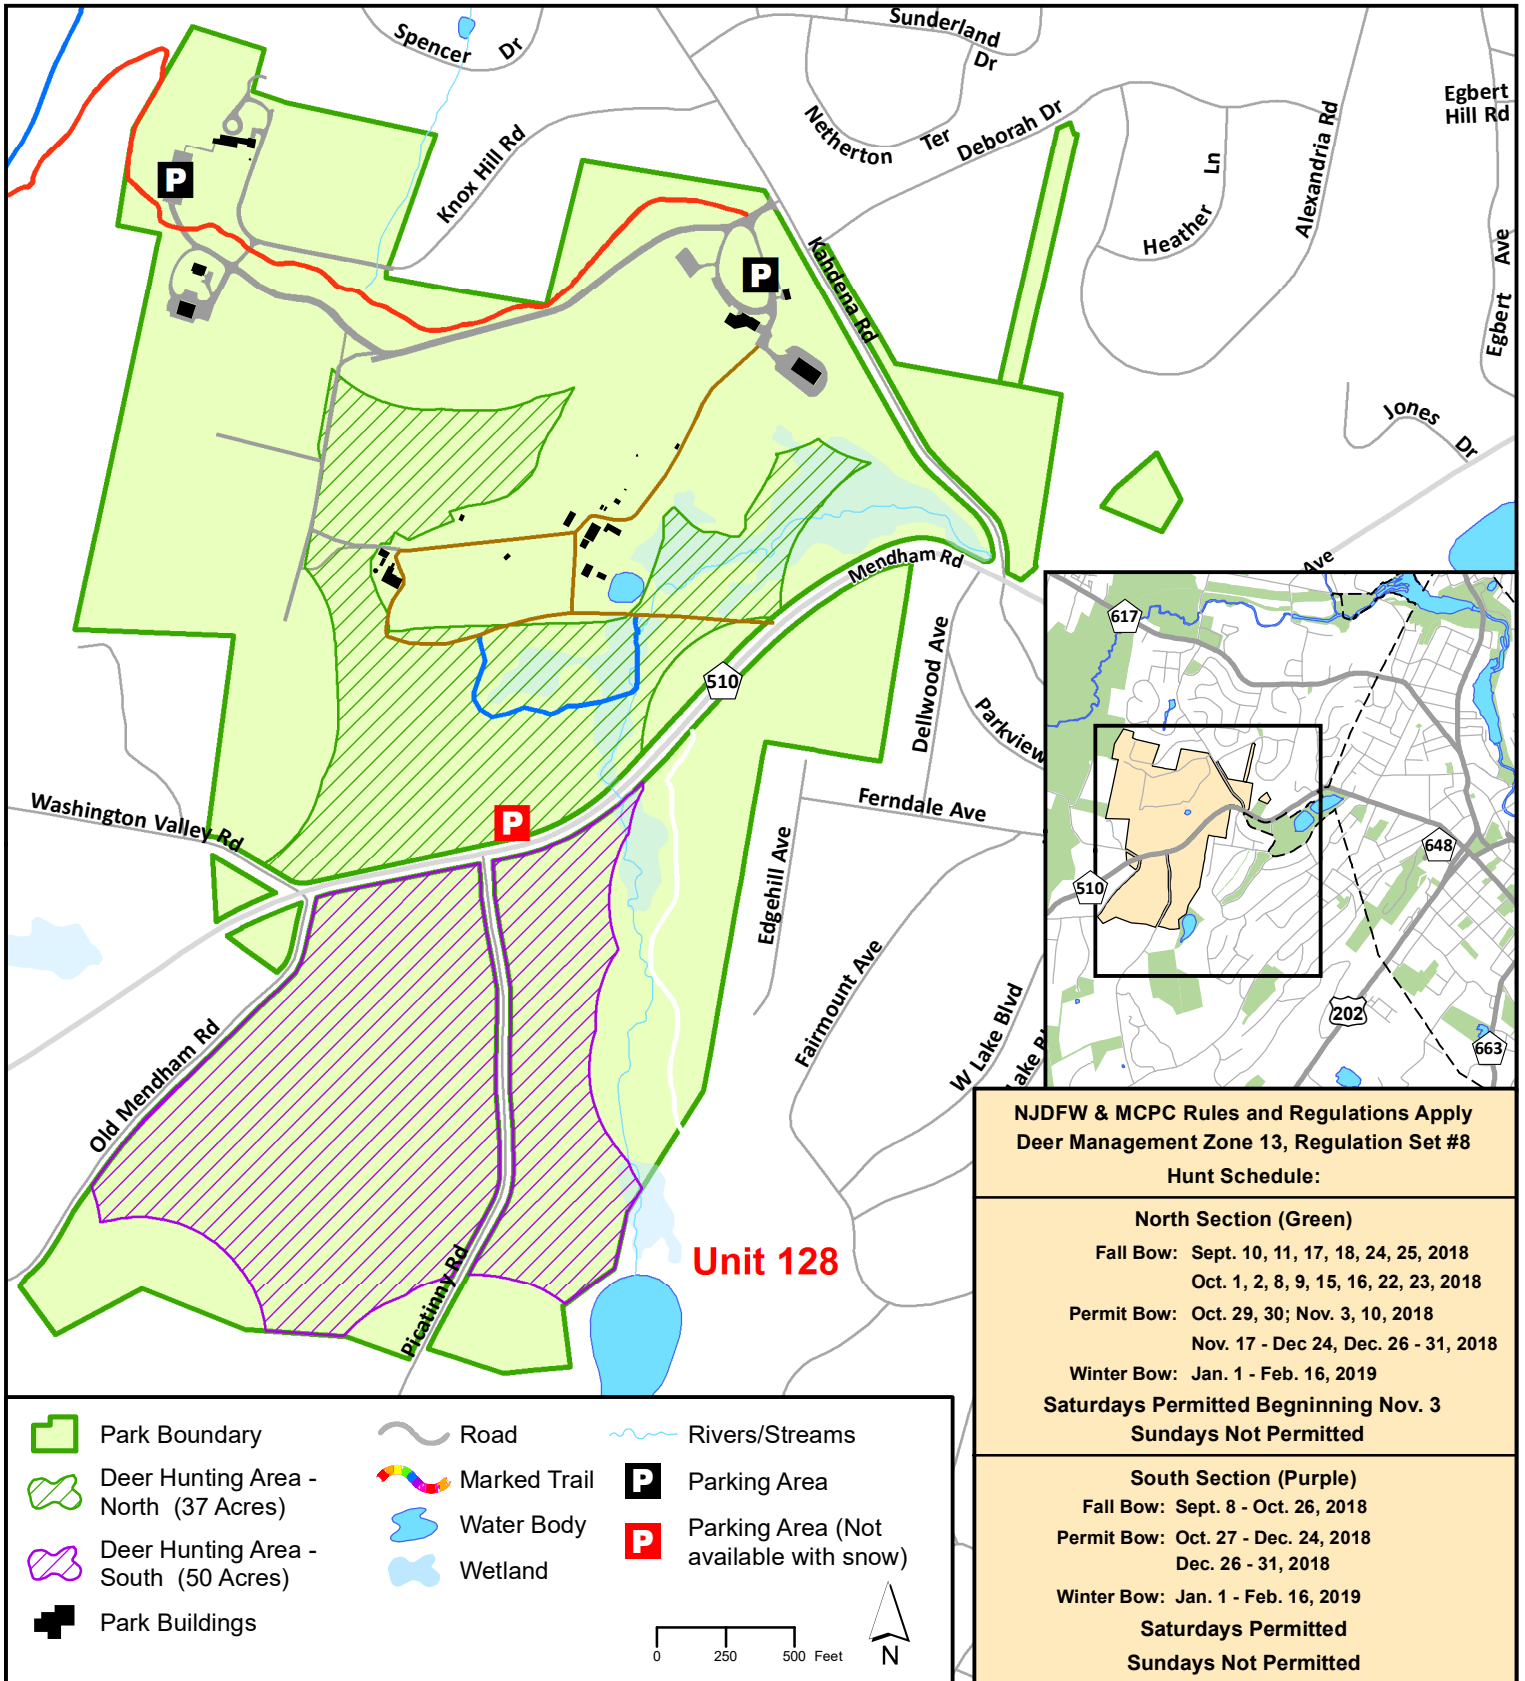 Spencer Dr
Sunderland Dr
Netherton Ter
Deborah Dr
Heather Ln
Alexandria Rd
Egbert
Hill Rd
Egbert Ave
Egbert Ave
Knox Hill Rd
P
P
Kahdena Rd
Jones Dr
Ave
Mendham Rd
510
Dellwood Ave
Parkview
Washington Valley Rd
P
Ferndale Ave
Edgehill Ave
Fairmount Ave
W Lake Blvd
Old Mendham Rd
Picatinny Rd
Unit 128
617
510
648
202
663
NJDFW & MCPC Rules and Regulations Apply
Deer Management Zone 13, Regulation Set #8
Hunt Schedule:
North Section (Green)
Fall Bow: Sept. 10, 11, 17, 18, 24, 25, 2018
Oct. 1, 2, 8, 9, 15, 16, 22, 23, 2018
Permit Bow: Oct. 29, 30; Nov. 3, 10, 2018
Nov. 17 - Dec 24, Dec. 26 - 31, 2018
Winter Bow: Jan. 1 - Feb. 16, 2019
Saturdays Permitted Begninning Nov. 3
Sundays Not Permitted
South Section (Purple)
Fall Bow: Sept. 8 - Oct. 26, 2018
Permit Bow: Oct. 27 - Dec. 24, 2018
Dec. 26 - 31, 2018
Winter Bow: Jan. 1 - Feb. 16, 2019
Saturdays Permitted
Sundays Not Permitted
Park Boundary
Deer Hunting Area -
North (37 Acres)
Deer Hunting Area -
South (50 Acres)
Park Buildings
Road
Marked Trail
Water Body
Wetland
Rivers/Streams
P Parking Area
P Parking Area (Not
available with snow)
0 250 500 Feet
N